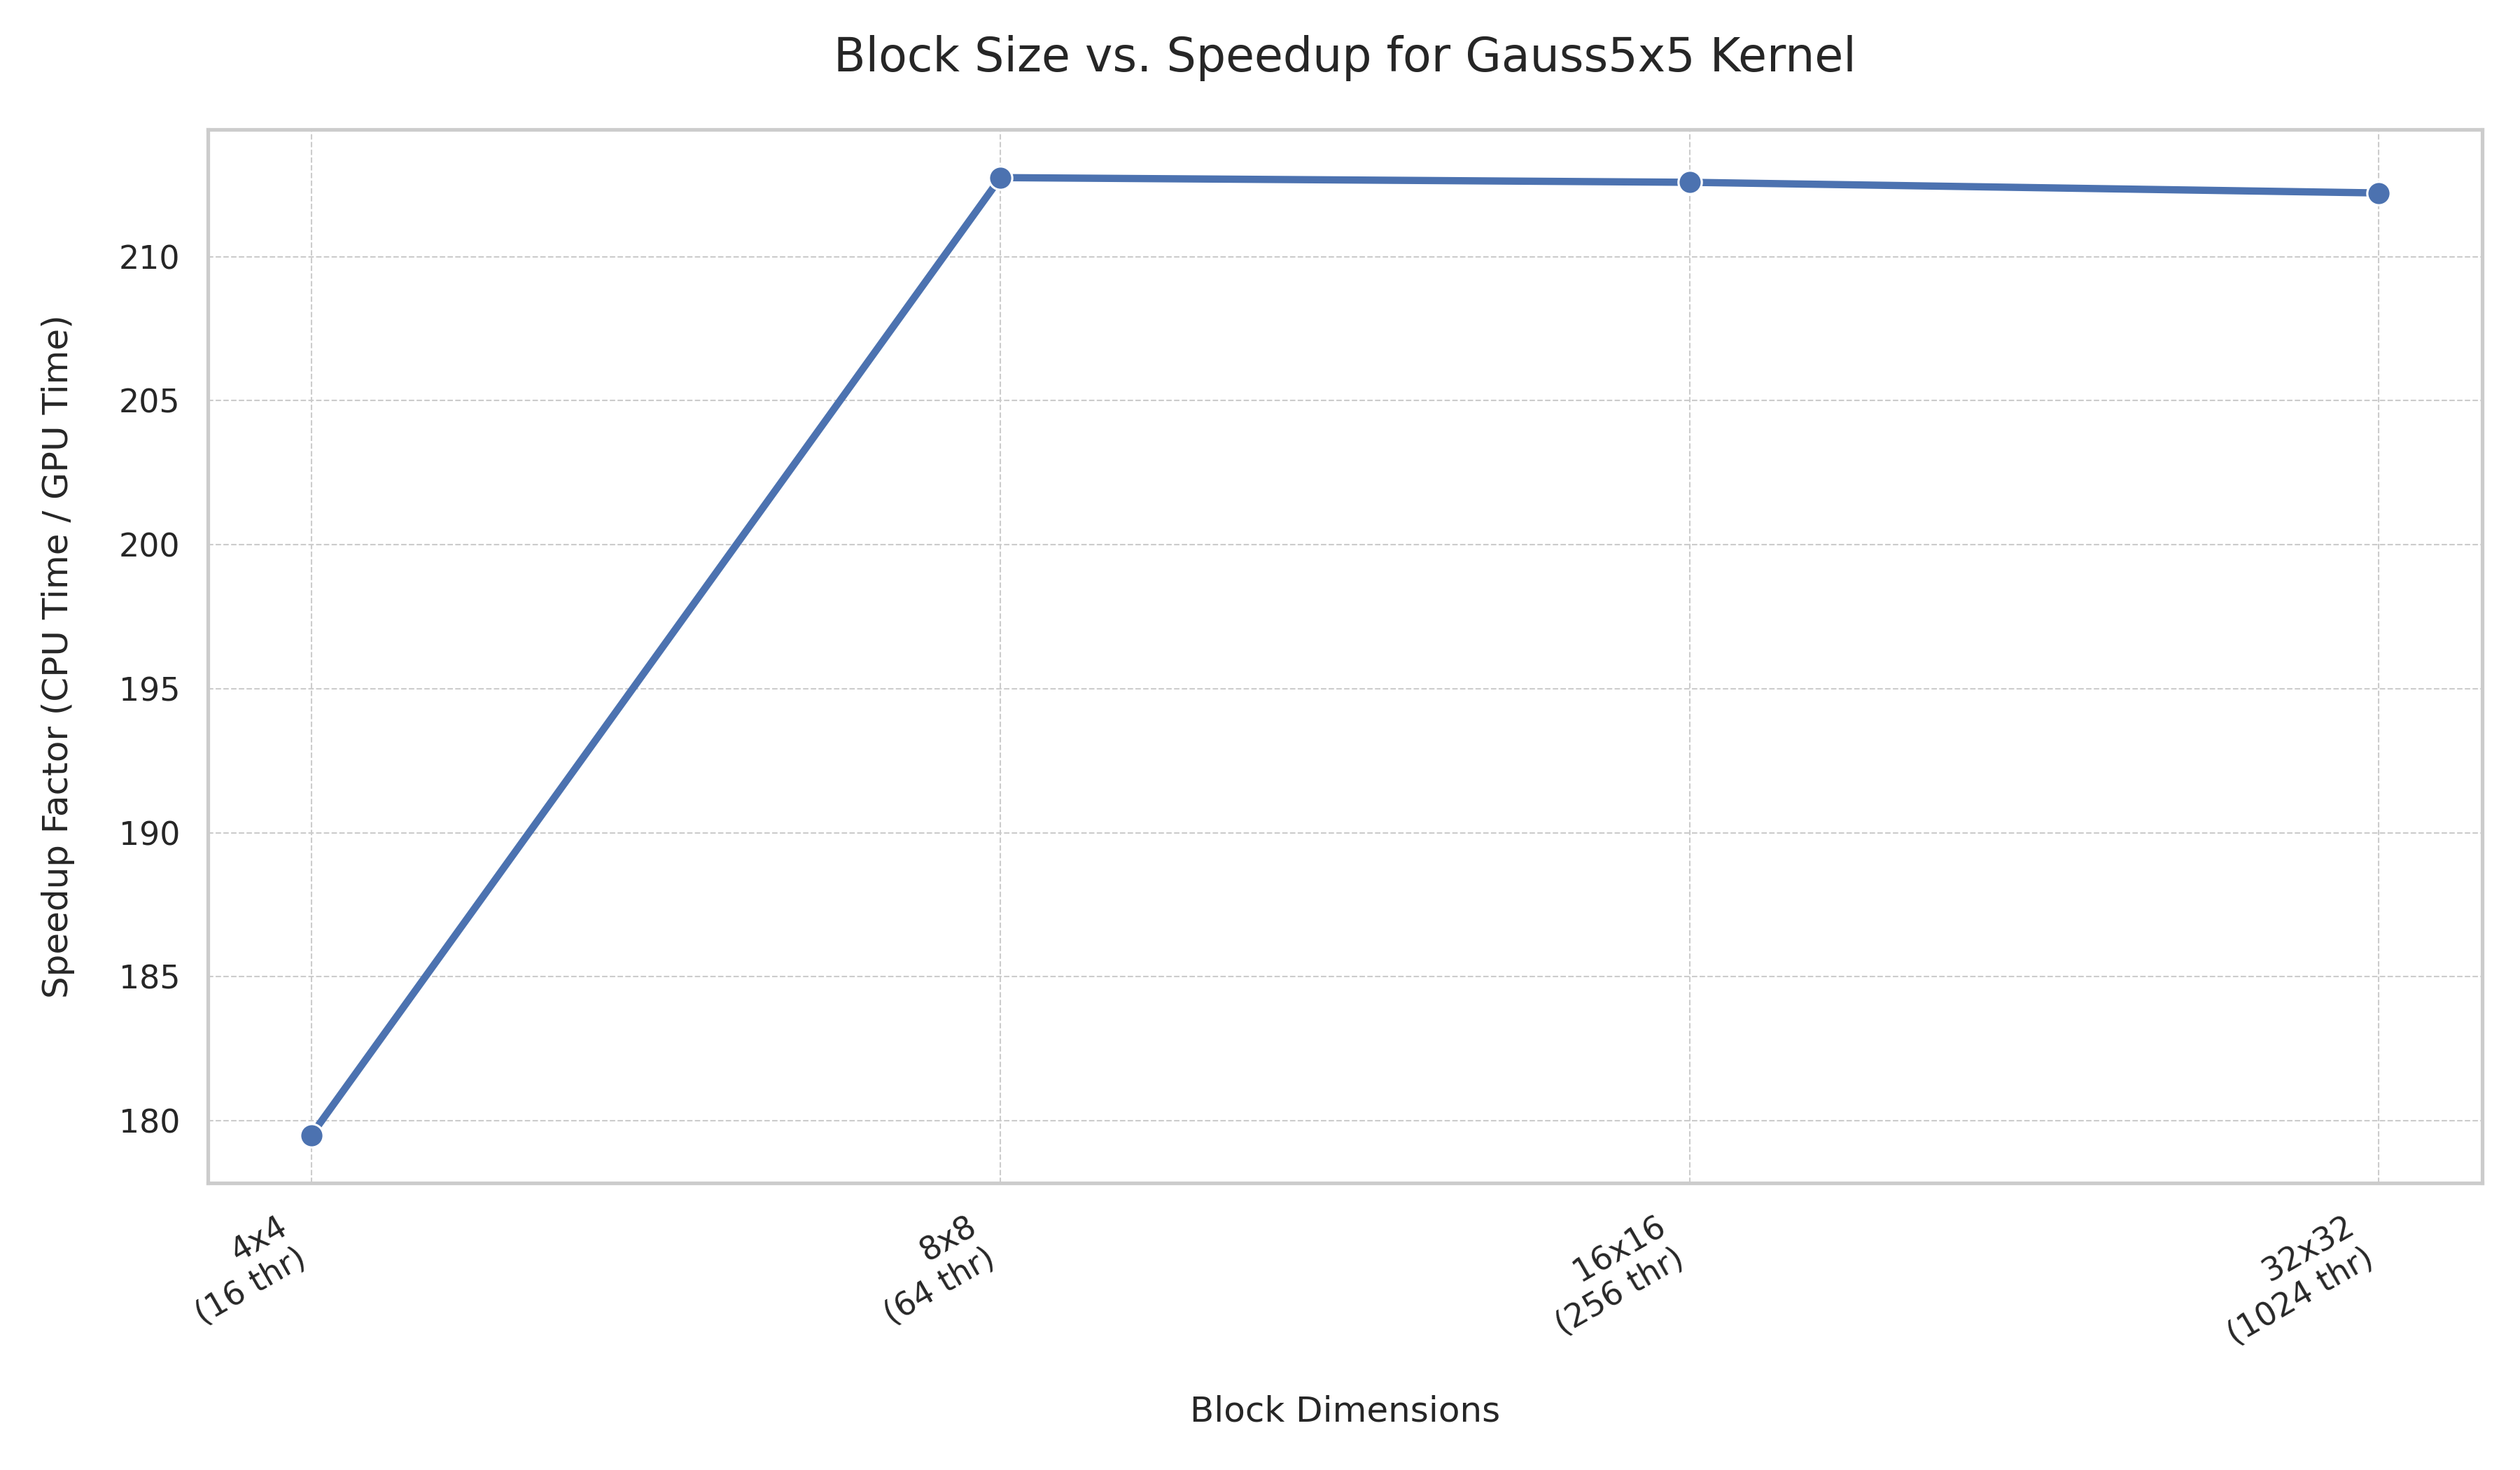 Block Size vs. Speedup for Gauss5x5 Kernel
Speedup Factor (CPU Time / GPU Time)
210
205
200
195
190
185
180
4x4
(16 thr)
8x8
(64 thr)
16x16
(256 thr)
32x32
(1024 thr)
Block Dimensions